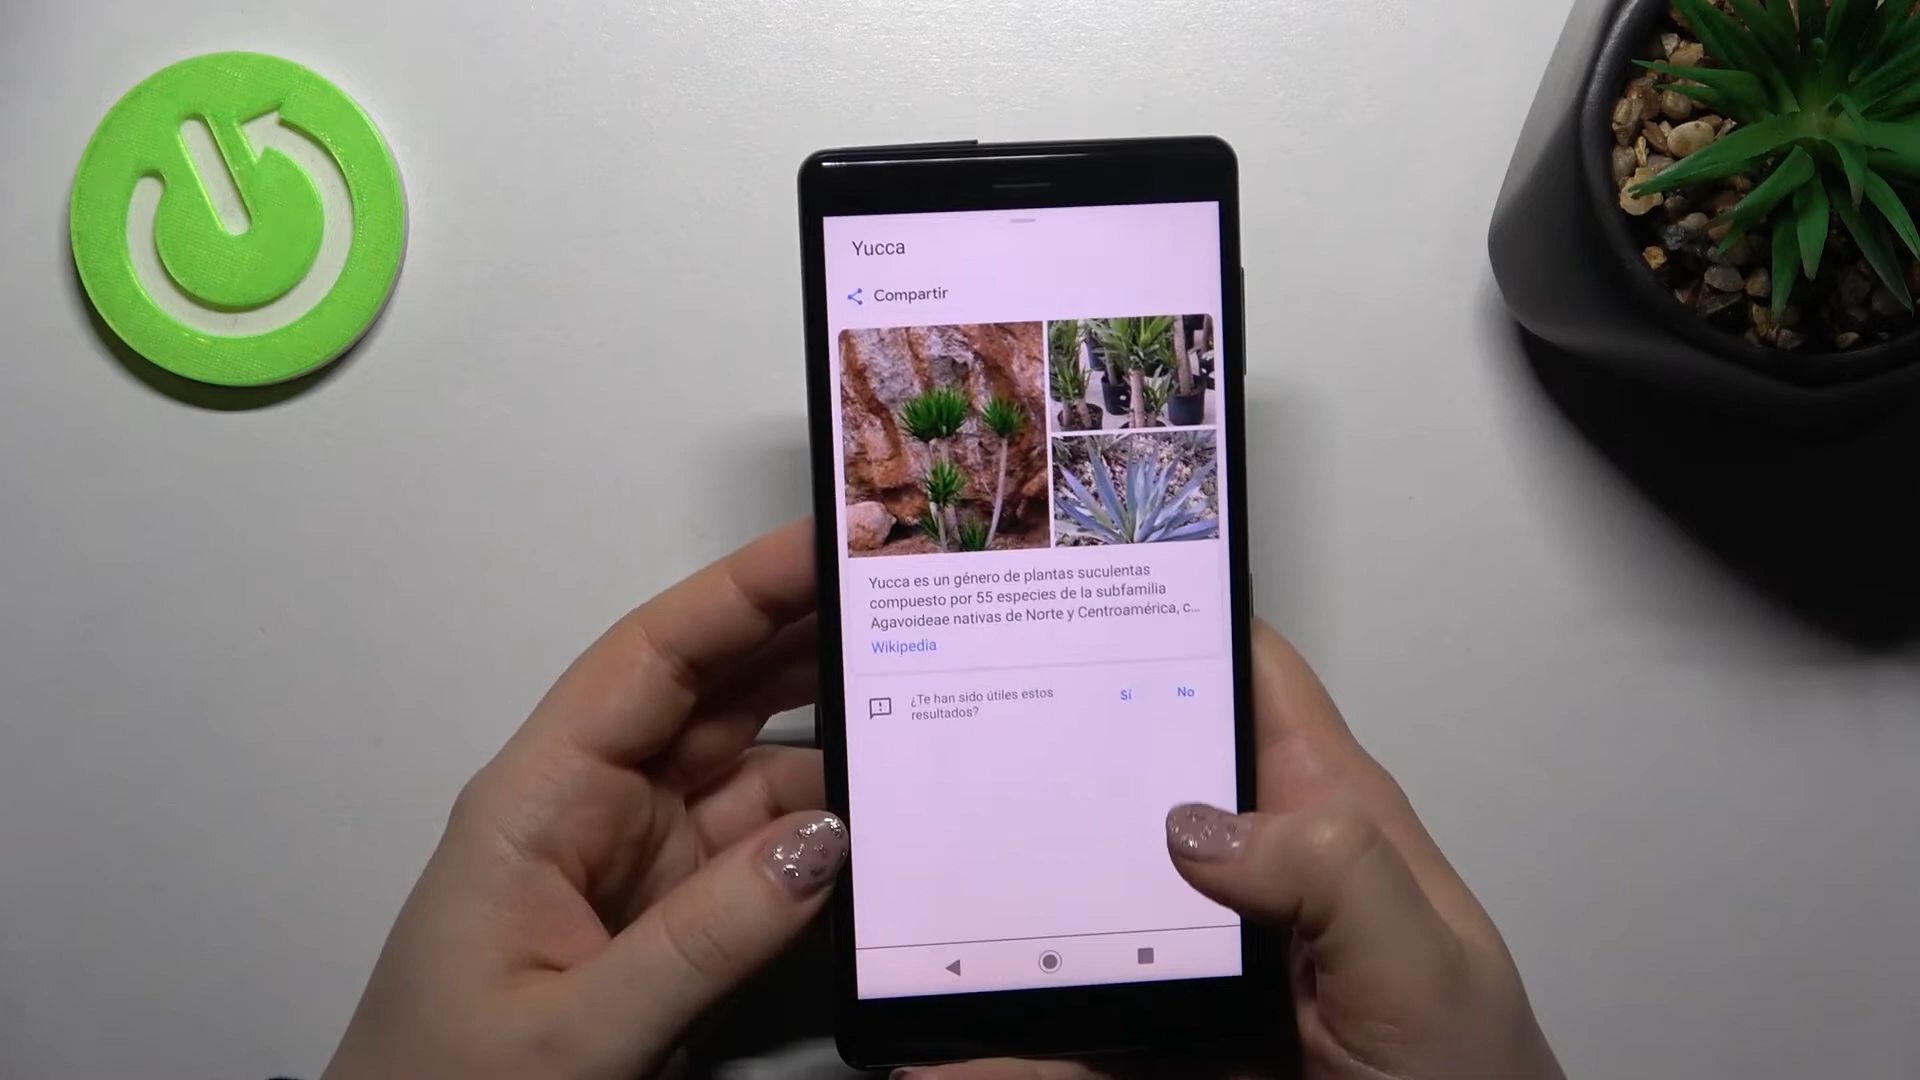 Yucca
Compartir
Yucca es un género de plantas suculentas
compuesto por 55 especies de la subfamilia
Agavoideae nativas de Norte y Centroamérica, c...
Wikipedia
¿Te han sido útiles estos
resultados?
Sí
No